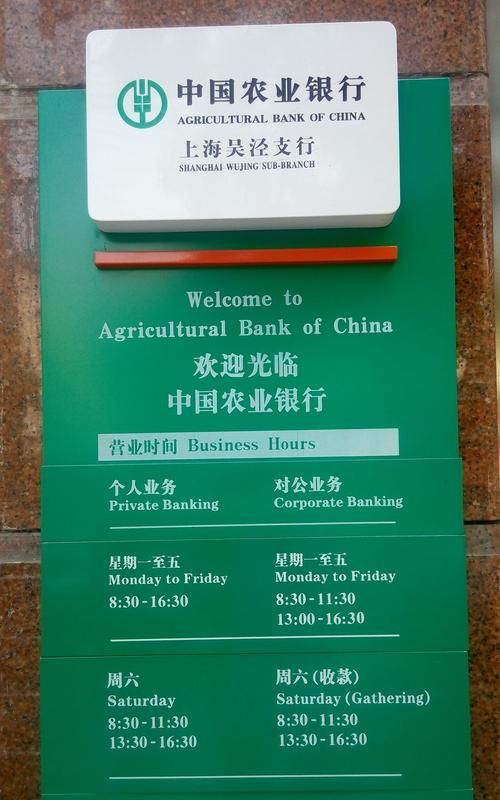 中国农业银行
AGRICULTURAL BANK OF CHINA
上海吴泾支行
SHANGHAI WUJING SUB-BRANCH
Welcome to
Agricultural Bank of China
欢迎光临
中国农业银行
营业时间 Business Hours
个人业务
Private Banking
对公业务
Corporate Banking
星期一至五
Monday to Friday
8:30-16:30
星期一至五
Monday to Friday
8:30-11:30
13:00-16:30
周六
Saturday
8:30-11:30
13:30-16:30
周六(收款)
Saturday (Gathering)
8:30-11:30
13:30-16:30